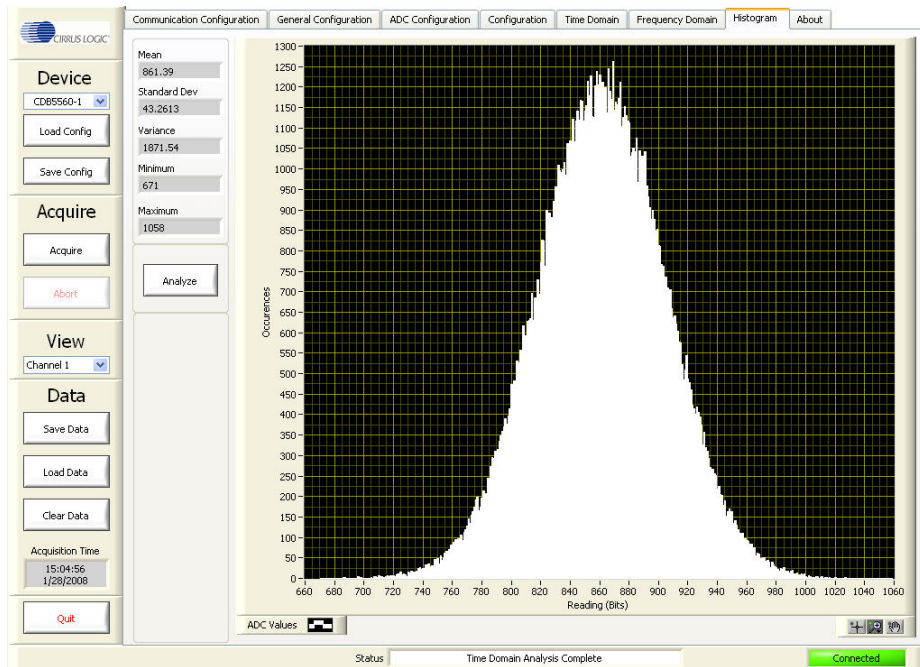 CIRRUS LOGIC
Communication Configuration
General Configuration
ADC Configuration
Configuration
Time Domain
Frequency Domain
Histogram
About
Device
CDB5560-1
Load Config
Save Config
Acquire
Acquire
Abort
View
Channel 1
Data
Save Data
Load Data
Clear Data
Acquisition Time
15:04:56
1/28/2008
Quit
Mean
861.39
Standard Dev
43.2613
Variance
1871.54
Minimum
671
Maximum
1058
Analyze
Occurences
1300
1250
1200
1150
1100
1050
1000
950
900
850
800
750
700
650
600
550
500
450
400
350
300
250
200
150
100
50
0
660 680 700 720 740 760 780 800 820 840 860 880 900 920 940 960 980 1000 1020 1040 1060
Reading (Bits)
ADC Values
Status
Time Domain Analysis Complete
Connected